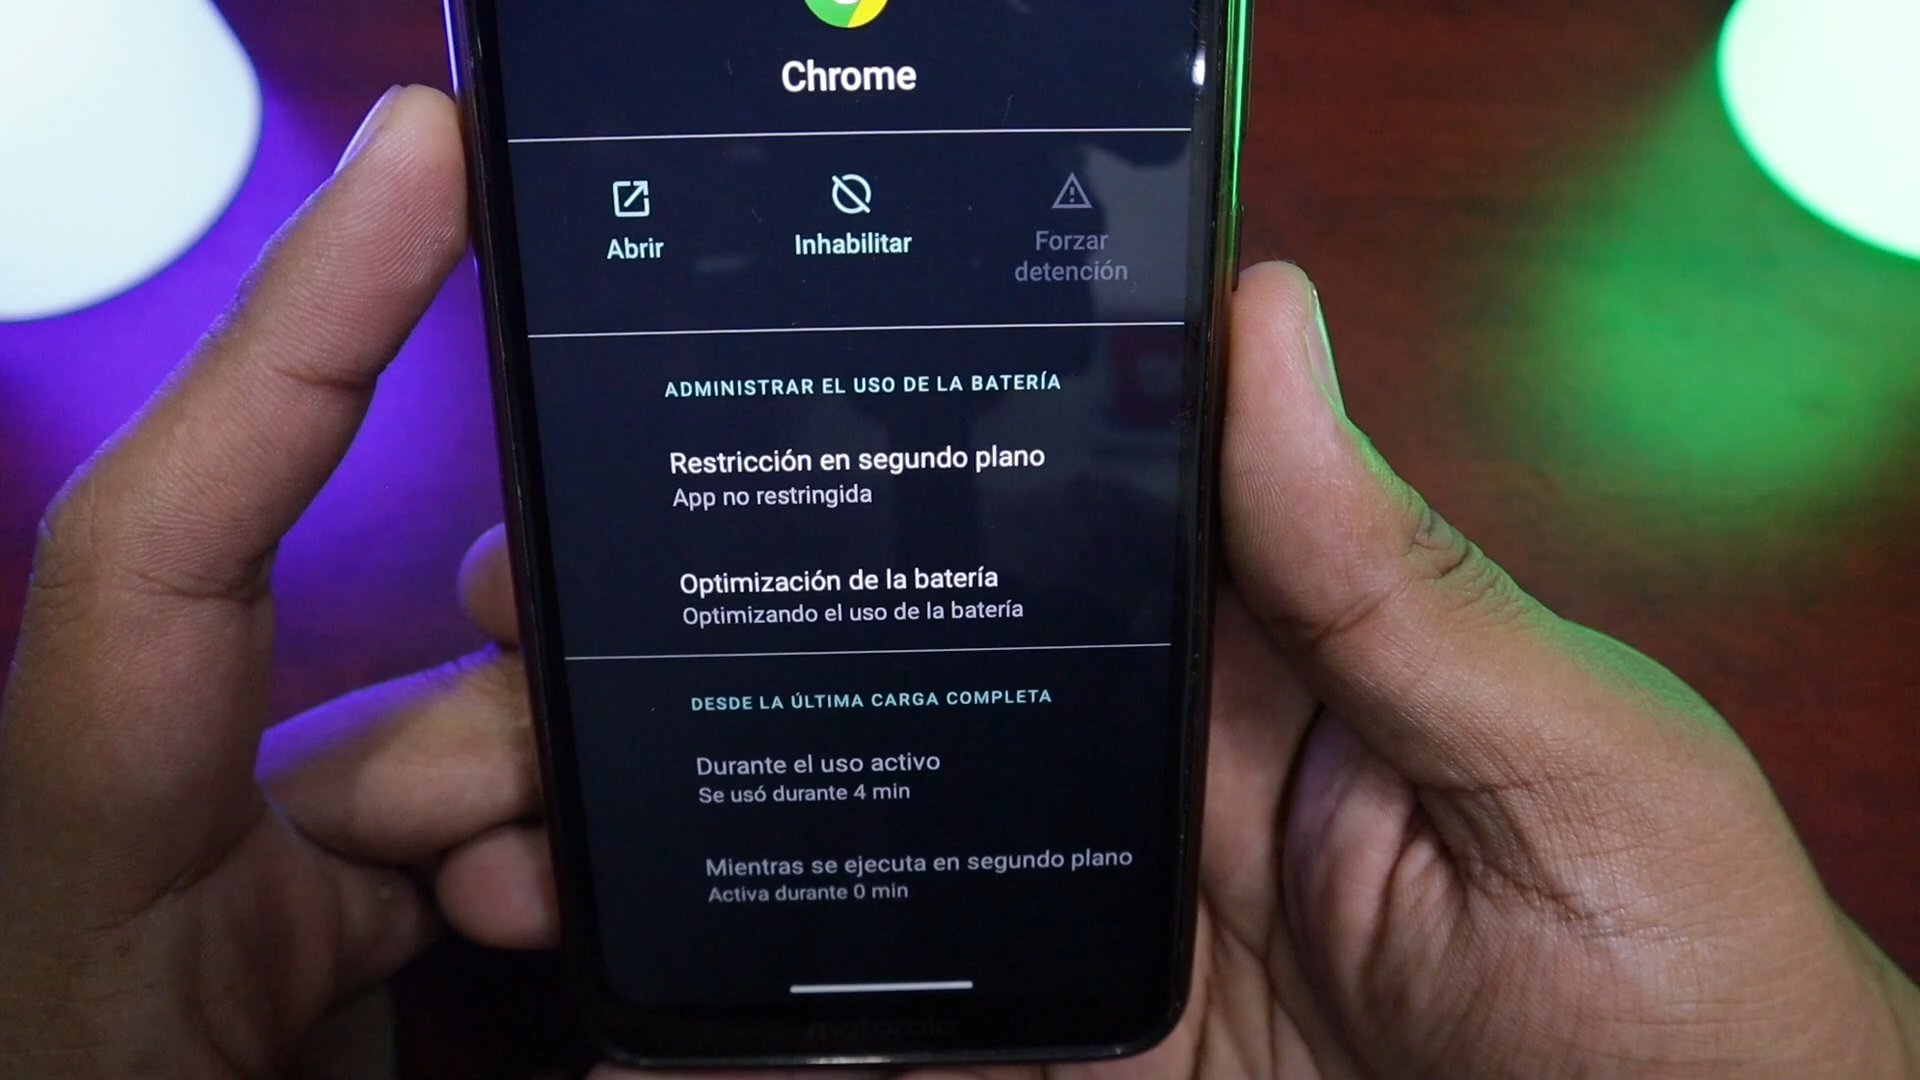 Chrome
Abrir
Inhabilitar
Forzar
detención
ADMINISTRAR EL USO DE LA BATERÍA
Restricción en segundo plano
App no restringida
Optimización de la batería
Optimizando el uso de la batería
DESDE LA ÚLTIMA CARGA COMPLETA
Durante el uso activo
Se usó durante 4 min
Mientras se ejecuta en segundo plano
Activa durante 0 min
motorola